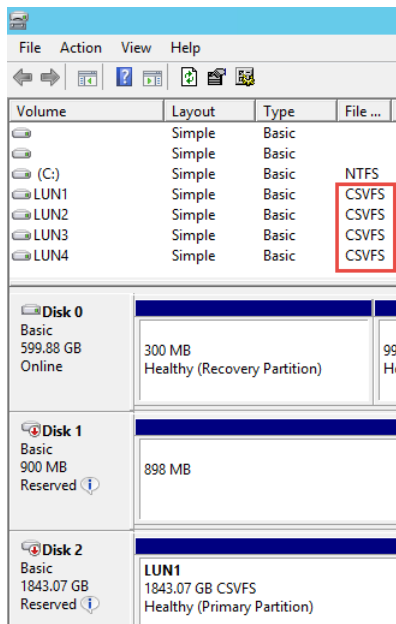 File Action View Help
Volume Layout Type File ...
Simple Basic
Simple Basic
(C:) Simple Basic NTFS
LUN1 Simple Basic CSVFS
LUN2 Simple Basic CSVFS
LUN3 Simple Basic CSVFS
LUN4 Simple Basic CSVFS
Disk 0
Basic
599.88 GB
Online
300 MB
Healthy (Recovery Partition)
99
Disk 1
Basic
900 MB
Reserved
898 MB
Disk 2
Basic
1843.07 GB
Reserved
LUN1
1843.07 GB CSVFS
Healthy (Primary Partition)